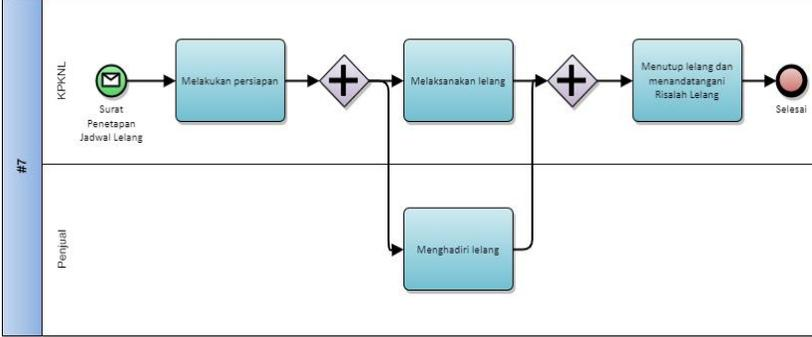 #7
KPKNL
Surat
Penetapan
Jadwal Lelang
Melakukan persiapan
Melaksanakan lelang
Menutup lelang dan
menandatangani
Risalah Lelang
Selesai
Penjual
Menghadiri lelang